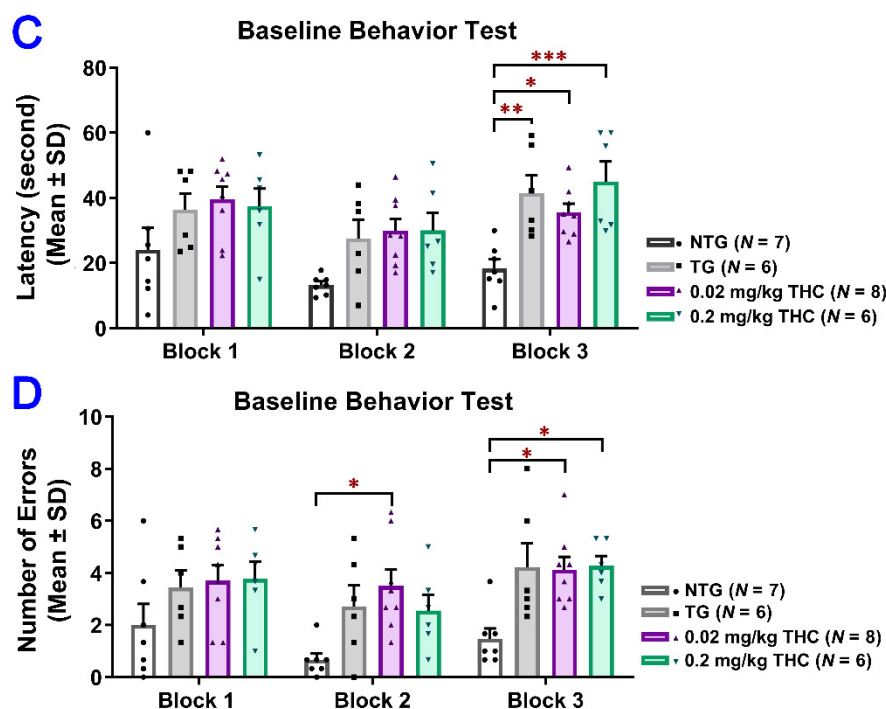 C
Baseline Behavior Test
Latency (second)
(Mean ± SD)
80
60
40
20
0
**
*
***
Block 1
Block 2
Block 3
NTG (N = 7)
TG (N = 6)
0.02 mg/kg THC (N = 8)
0.2 mg/kg THC (N = 6)
D
Baseline Behavior Test
Number of Errors
(Mean ± SD)
10
8
6
4
2
0
*
*
*
Block 1
Block 2
Block 3
NTG (N = 7)
TG (N = 6)
0.02 mg/kg THC (N = 8)
0.2 mg/kg THC (N = 6)